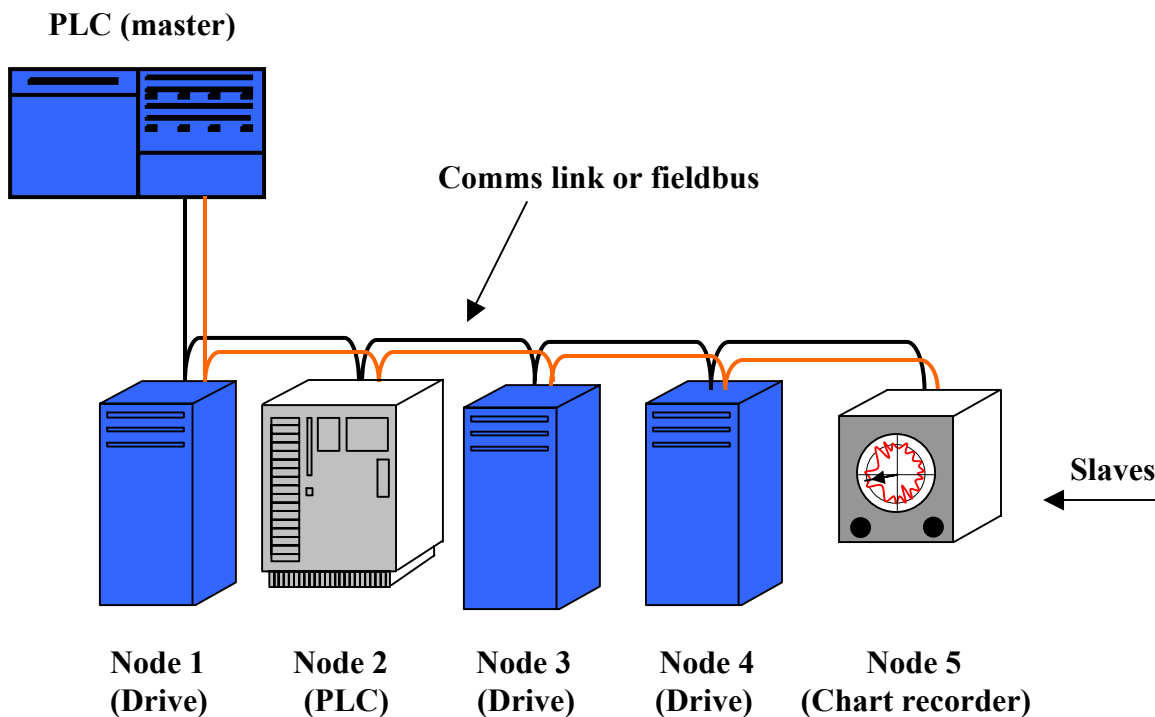 PLC (master)
Comms link or fieldbus
Slaves
Node 1
(Drive)
Node 2
(PLC)
Node 3
(Drive)
Node 4
(Drive)
Node 5
(Chart recorder)